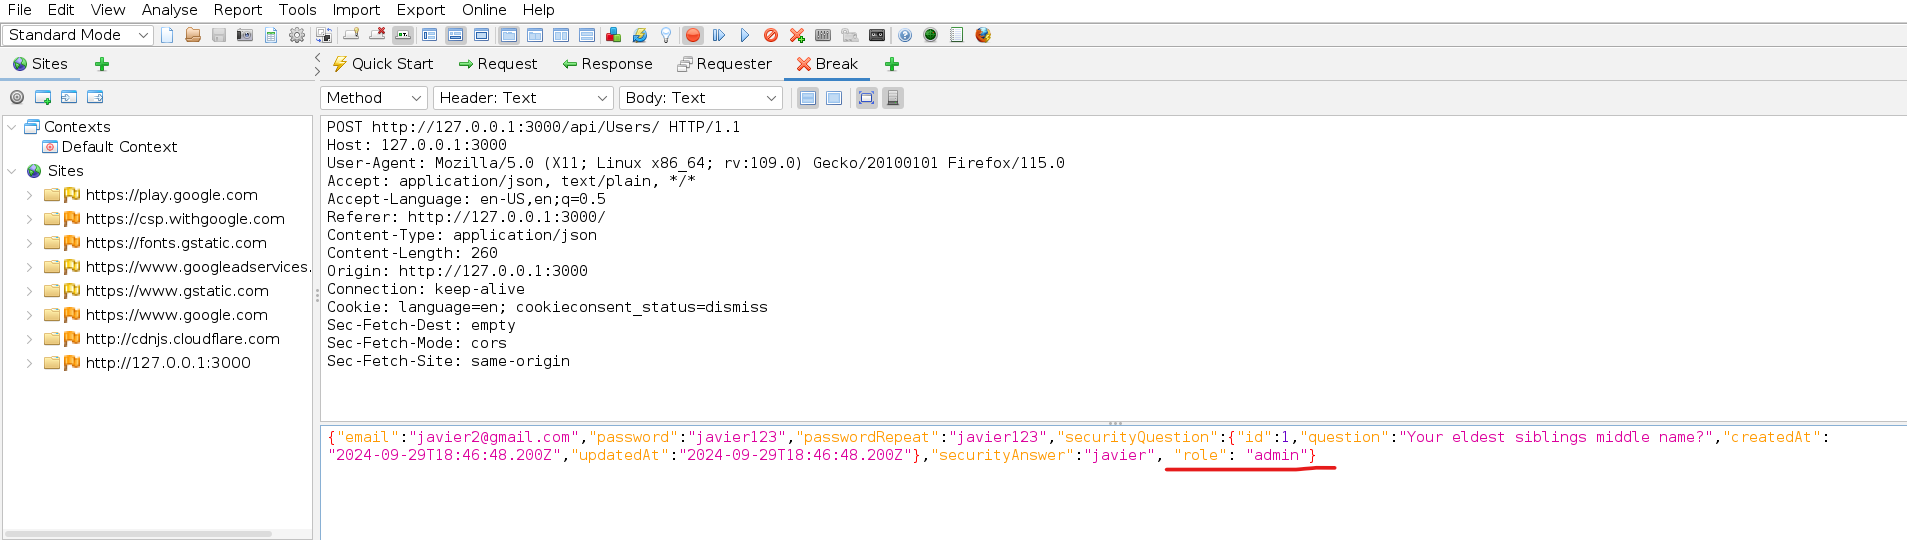 File Edit View Analyse Report Tools Import Export Online Help
Standard Mode
Sites
Quick Start Request Response Requester Break
Method Header: Text Body: Text
Contexts
Default Context
Sites
https://play.google.com
https://csp.withgoogle.com
https://fonts.gstatic.com
https://www.googleadservices.
https://www.gstatic.com
https://www.google.com
http://cdnjs.cloudflare.com
http://127.0.0.1:3000
POST http://127.0.0.1:3000/api/Users/ HTTP/1.1
Host: 127.0.0.1:3000
User-Agent: Mozilla/5.0 (X11; Linux x86_64; rv:109.0) Gecko/20100101 Firefox/115.0
Accept: application/json, text/plain, */*
Accept-Language: en-US,en;q=0.5
Referer: http://127.0.0.1:3000/
Content-Type: application/json
Content-Length: 260
Origin: http://127.0.0.1:3000
Connection: keep-alive
Cookie: language=en; cookieconsent_status=dismiss
Sec-Fetch-Dest: empty
Sec-Fetch-Mode: cors
Sec-Fetch-Site: same-origin
{"email":"javier2@gmail.com","password":"javier123","passwordRepeat":"javier123","securityQuestion":{"id":1,"question":"Your eldest siblings middle name?","createdAt":
"2024-09-29T18:46:48.200Z","updatedAt":"2024-09-29T18:46:48.200Z"},"securityAnswer":"javier", "role": "admin"}